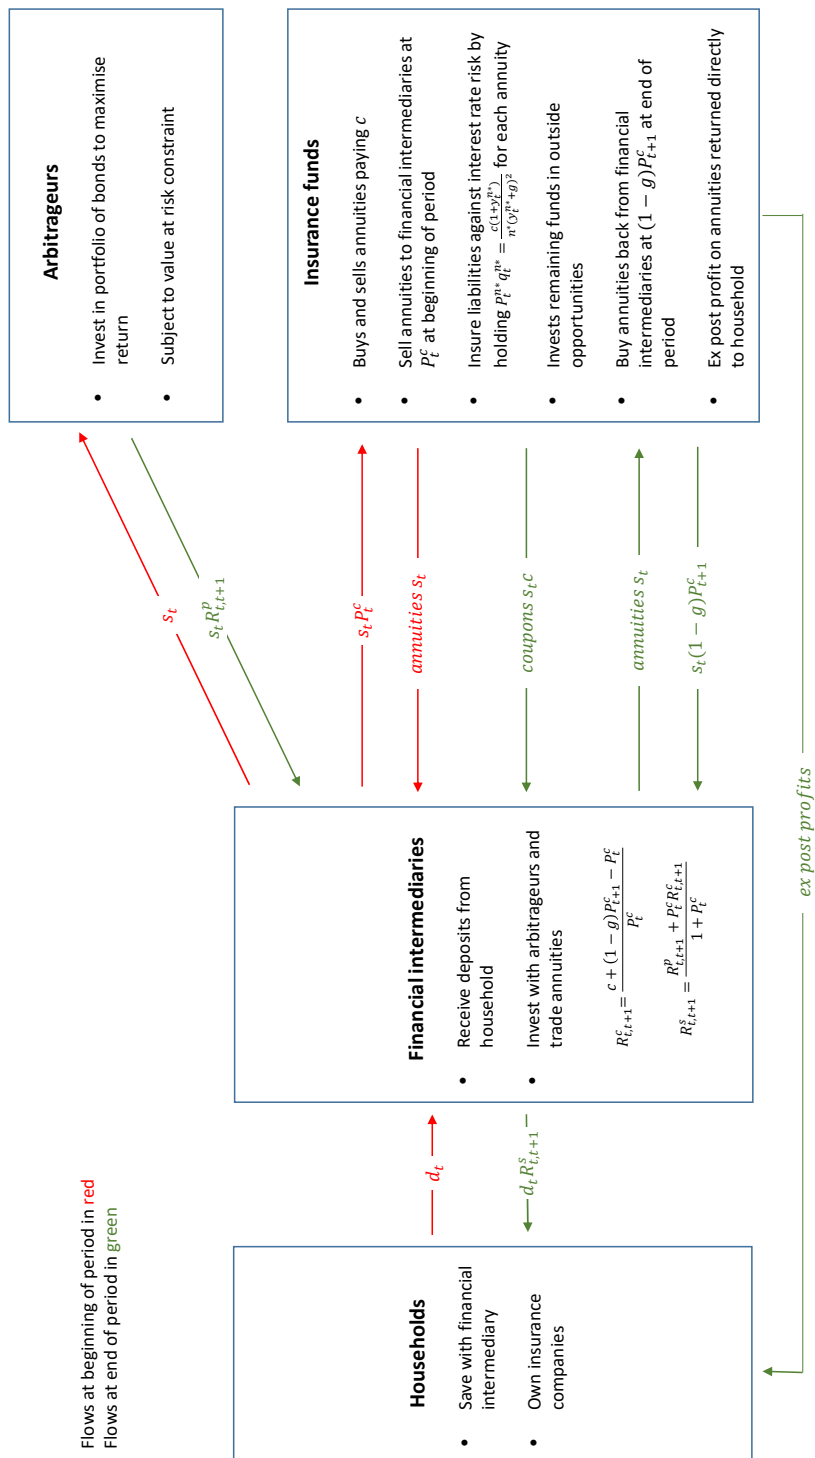 Flows at beginning of period in red
Flows at end of period in green
Households
• Save with financial
intermediary
• Own insurance
companies
d_t
d_t R^s_{t,t+1}
Financial intermediaries
• Receive deposits from
household
• Invest with arbitrageurs and
trade annuities
R^c_{t,t+1} = \frac{c + (1 - g)P^c_{t+1} - P^c_t}{P^c_t}
R^s_{t,t+1} = \frac{R^p_{t,t+1} + P^c_t R^c_{t,t+1}}{1 + P^c_t}
s_t
s_t R^p_{t,t+1}
s_t P^c_t
annuities s_t
coupons s_t c
annuities s_t
s_t(1 - g)P^c_{t+1}
Arbitrageurs
• Invest in portfolio of bonds to maximise
return
• Subject to value at risk constraint
Insurance funds
• Buys and sells annuities paying c
• Sell annuities to financial intermediaries at
P^c_t at beginning of period
• Insure liabilities against interest rate risk by
holding P^{n*}_t q^{n*}_t = \frac{c(1+y^{n*}_t)}{n^*(y^{n*}_t+g)^2} for each annuity
• Invests remaining funds in outside
opportunities
• Buy annuities back from financial
intermediaries at (1 - g)P^c_{t+1} at end of
period
• Ex post profit on annuities returned directly
to household
ex post profits